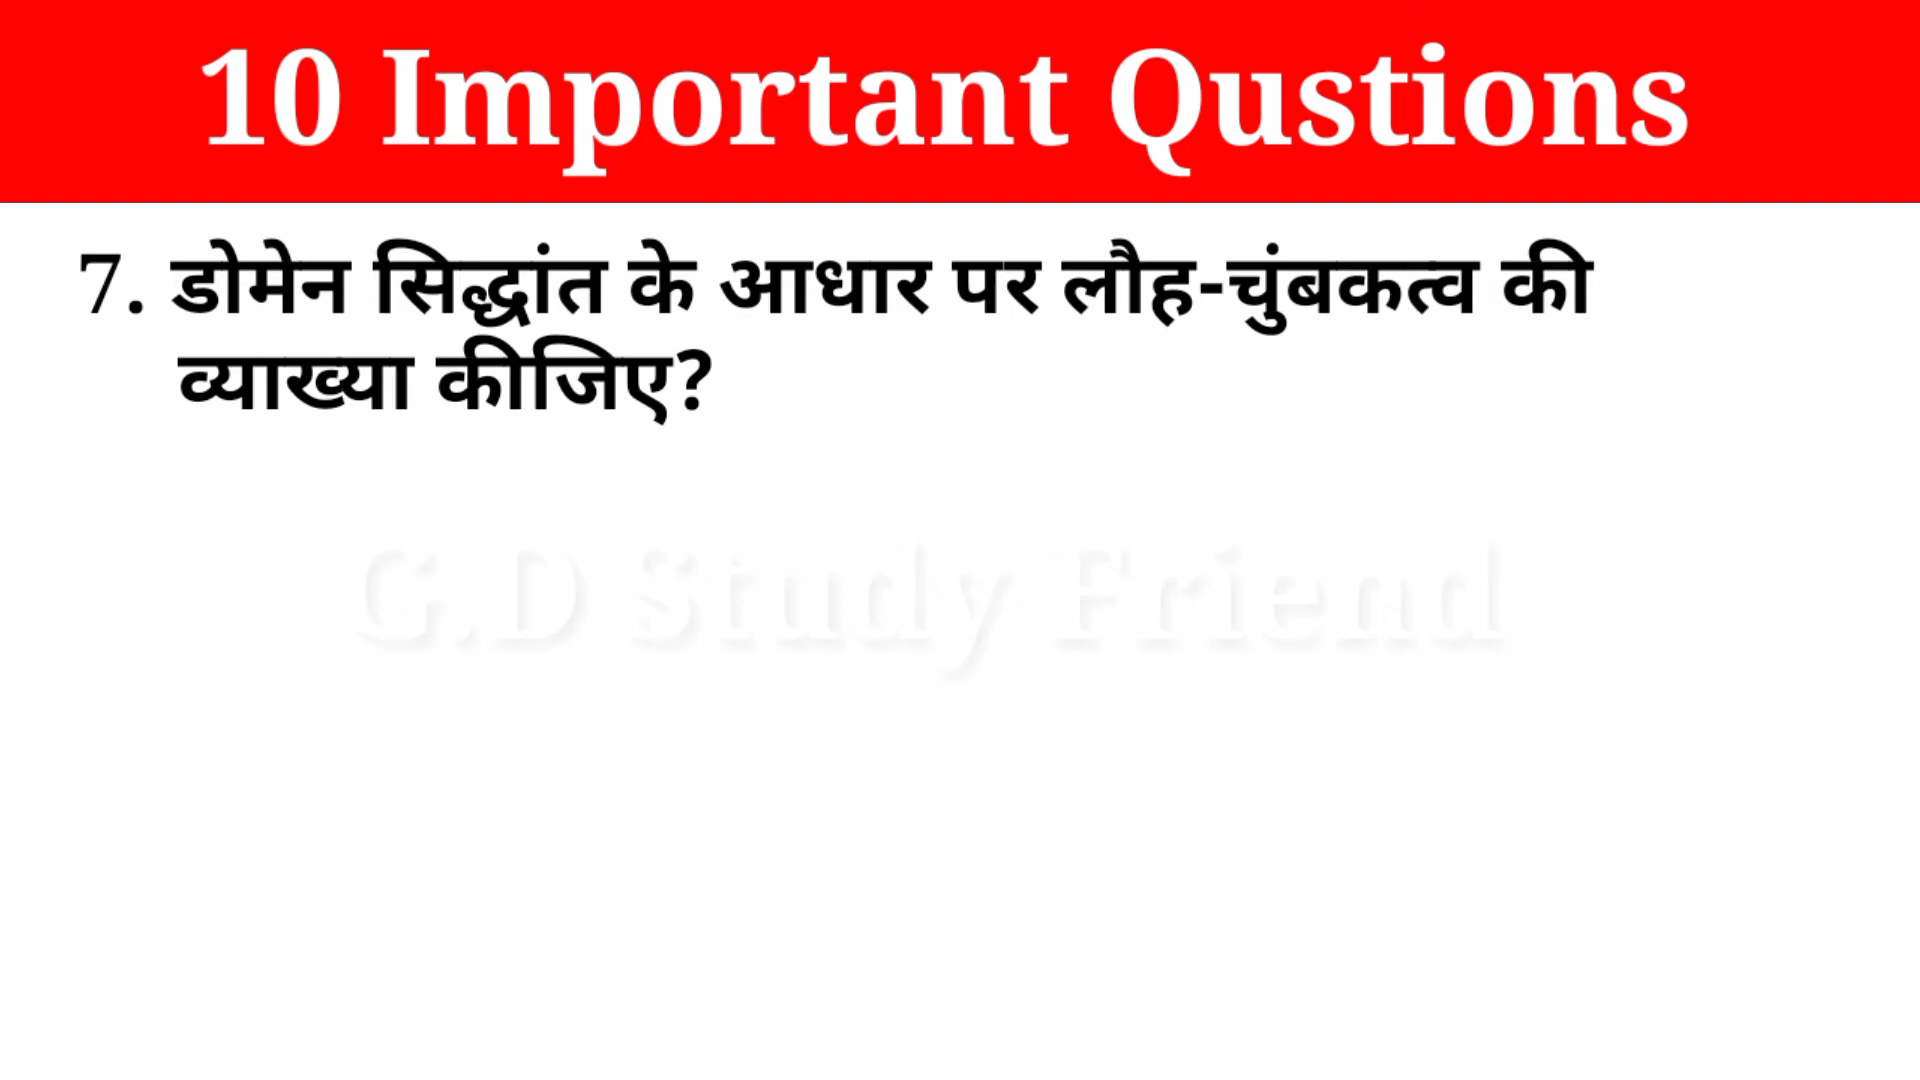 10 Important Qustions
7. डोमेन सिद्धांत के आधार पर लौह-चुंबकत्व की
व्याख्या कीजिए?
G.D Study Friend